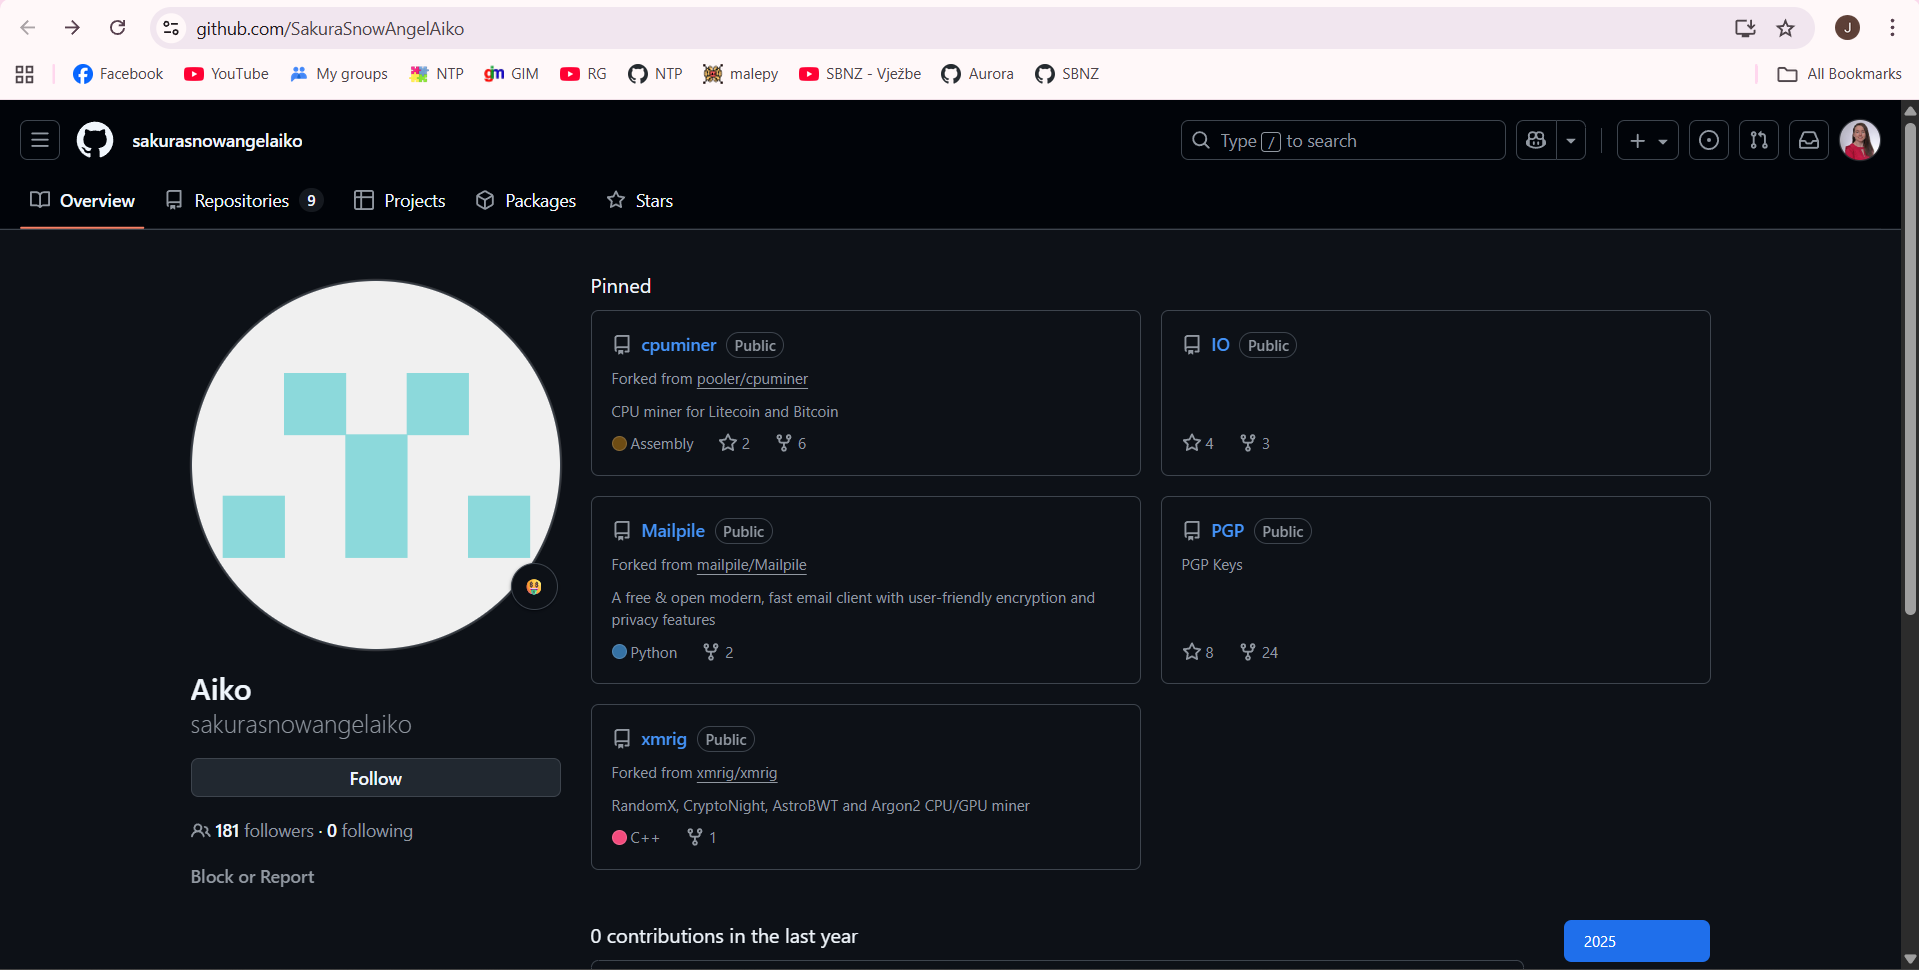 github.com/SakuraSnowAngelAiko
J
Facebook YouTube My groups NTP GIM RG NTP malepy SBNZ - Vježbe Aurora SBNZ All Bookmarks
sakurasnowangelaiko
Type / to search
Overview Repositories 9 Projects Packages Stars
Pinned
cpuminer Public
Forked from pooler/cpuminer
CPU miner for Litecoin and Bitcoin
Assembly 2 6
IO Public
4 3
Mailpile Public
Forked from mailpile/Mailpile
A free & open modern, fast email client with user-friendly encryption and
privacy features
Python 2
PGP Public
PGP Keys
8 24
xmrig Public
Forked from xmrig/xmrig
RandomX, CryptoNight, AstroBWT and Argon2 CPU/GPU miner
C++ 1
Aiko
sakurasnowangelaiko
Follow
181 followers · 0 following
Block or Report
0 contributions in the last year
2025